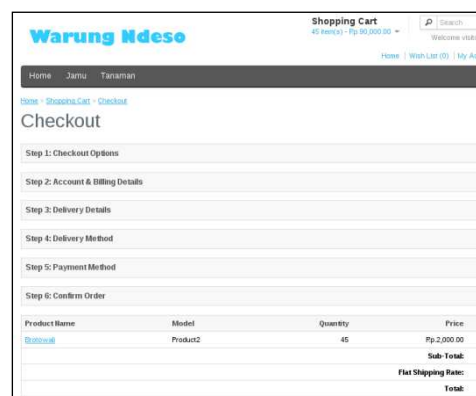 Warung Ndeso
Shopping Cart
45 item(s) - Rp.90,000.00
Search
Welcome visit
Home Wish List (0) My Ac
Home Jamu Tanaman
Home » Shopping Cart » Checkout
Checkout
Step 1: Checkout Options
Step 2: Account & Billing Details
Step 3: Delivery Details
Step 4: Delivery Method
Step 5: Payment Method
Step 6: Confirm Order
Product Name Model Quantity Price
Brotowali Product2 45 Rp.2,000.00
Sub-Total:
Flat Shipping Rate:
Total: